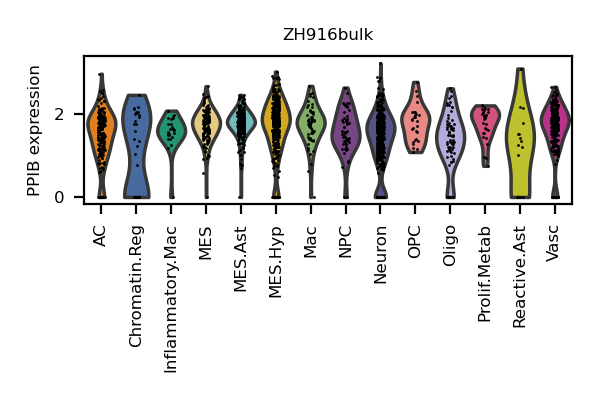 ZH916bulk
PPIB expression
2
0
AC
Chromatin.Reg
Inflammatory.Mac
MES
MES.Ast
MES.Hyp
Mac
NPC
Neuron
OPC
Oligo
Prolif.Metab
Reactive.Ast
Vasc